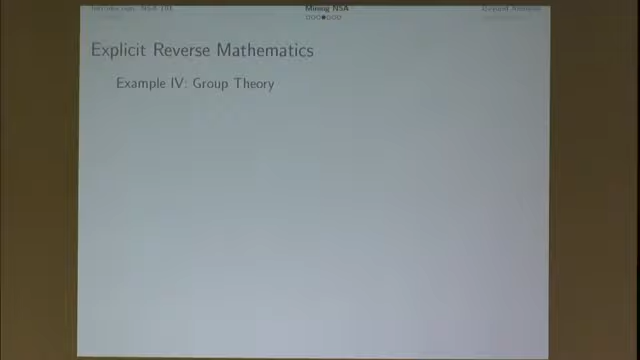 Mining NSA
Explicit Reverse Mathematics
Example IV: Group Theory